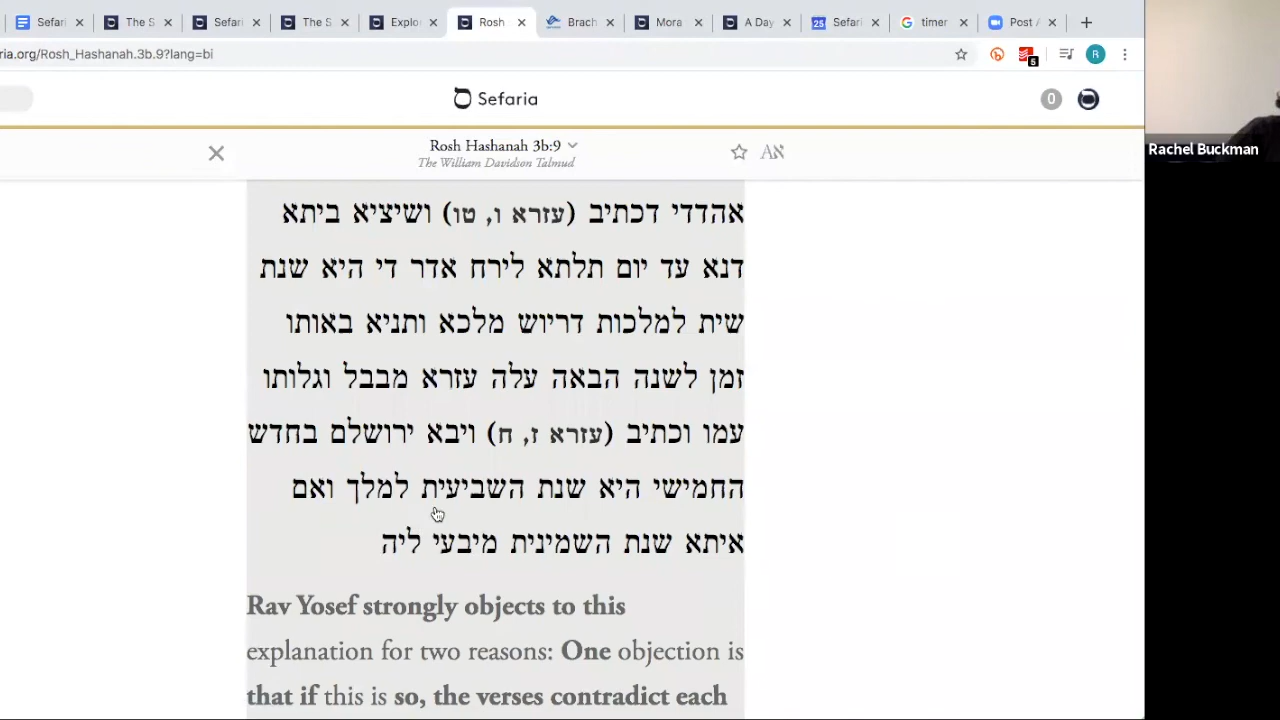 Sefari
The S
Sefari
The S
Explo
Rosh
Brach
Mora
A Day
25
Sefari
timer
Post A
ria.org/Rosh_Hashanah.3b.9?lang=bi
5
R
Sefaria
0
Rosh Hashanah 3b:9
The William Davidson Talmud
Rachel Buckman
אהדדי דכתיב (עזרא ו, טו) ושיציא ביתא
דנא עד יום תלתא לירח אדר די היא שנת
שית למלכות דריוש מלכא ותניא באותו
זמן לשנה הבאה עלה עזרא מבבל וגלותו
עמו וכתיב (עזרא ז, ח) ויבא ירושלם בחדש
החמישי היא שנת השביעית למלך ואם
איתא שנת השמינית מיבעי ליה
Rav Yosef strongly objects to this
explanation for two reasons: One objection is
that if this is so, the verses contradict each